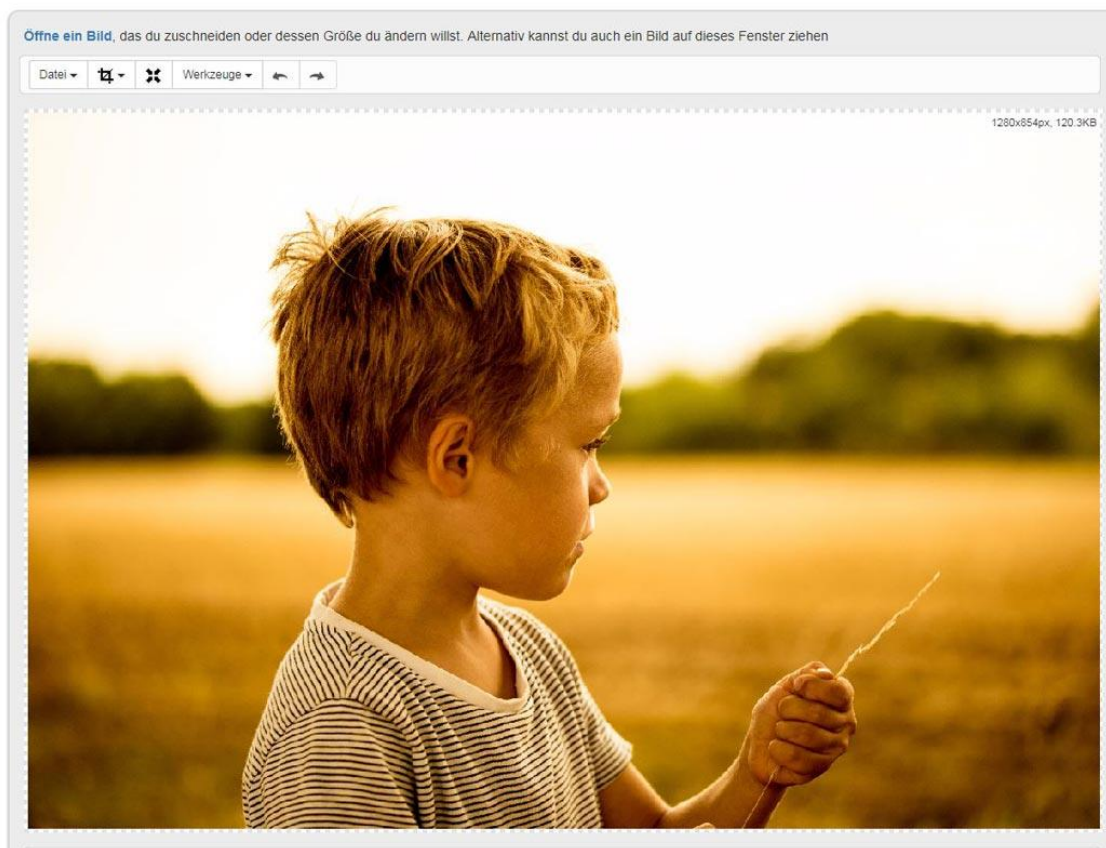 Öffne ein Bild, das du zuschneiden oder dessen Größe du ändern willst. Alternativ kannst du auch ein Bild auf dieses Fenster ziehen
Datei Werkzeuge
1280x854px, 120.3KB